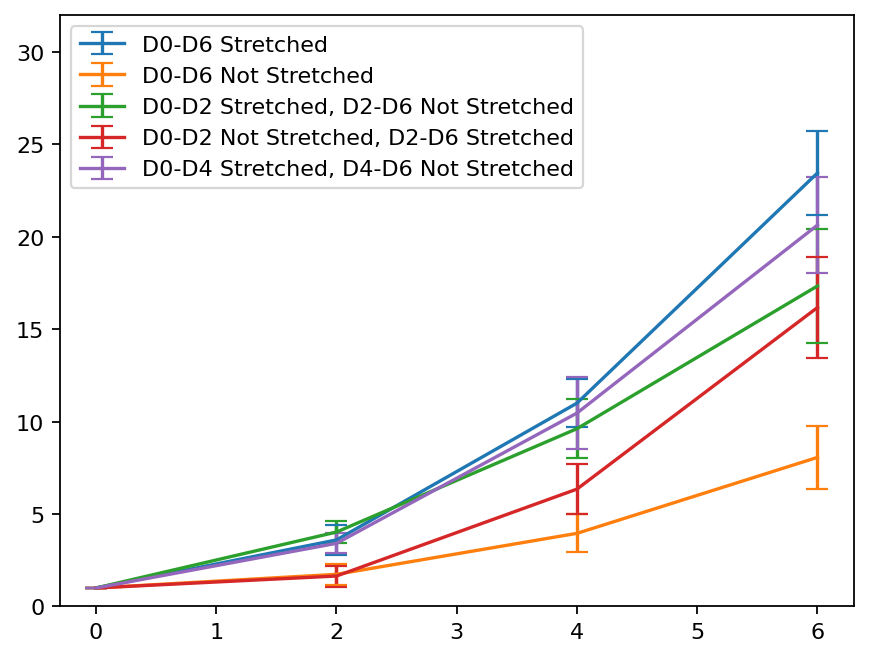 D0-D6 Stretched
D0-D6 Not Stretched
D0-D2 Stretched, D2-D6 Not Stretched
D0-D2 Not Stretched, D2-D6 Stretched
D0-D4 Stretched, D4-D6 Not Stretched
30
25
20
15
10
5
0
0 1 2 3 4 5 6